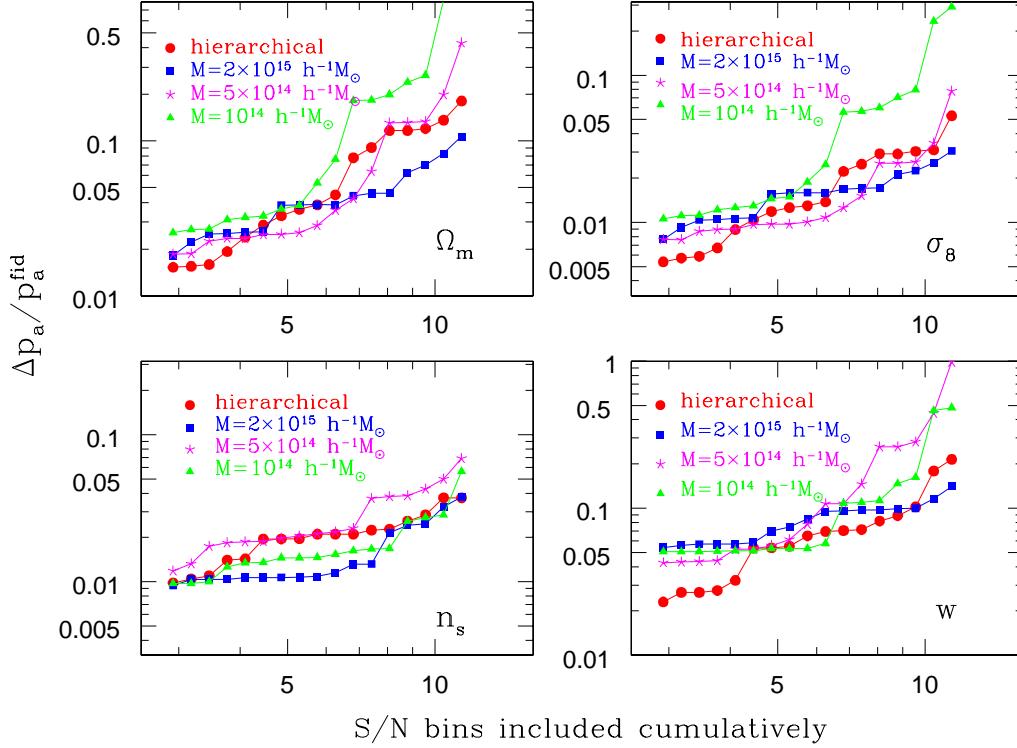 0.5
0.1
0.05
0.01
hierarchical
M=2×10¹⁵ h⁻¹M☉
M=5×10¹⁴ h⁻¹M☉
M=10¹⁴ h⁻¹M☉
Ωₘ
5 10
0.1
0.05
0.01
0.005
hierarchical
M=2×10¹⁵ h⁻¹M☉
M=5×10¹⁴ h⁻¹M☉
M=10¹⁴ h⁻¹M☉
σ₈
5 10
Δpₐ/pₐᶠⁱᵈ
0.1
0.05
0.01
0.005
hierarchical
M=2×10¹⁵ h⁻¹M☉
M=5×10¹⁴ h⁻¹M☉
M=10¹⁴ h⁻¹M☉
nₛ
5 10
1
0.5
0.1
0.05
0.01
hierarchical
M=2×10¹⁵ h⁻¹M☉
M=5×10¹⁴ h⁻¹M☉
M=10¹⁴ h⁻¹M☉
w
5 10
S/N bins included cumulatively